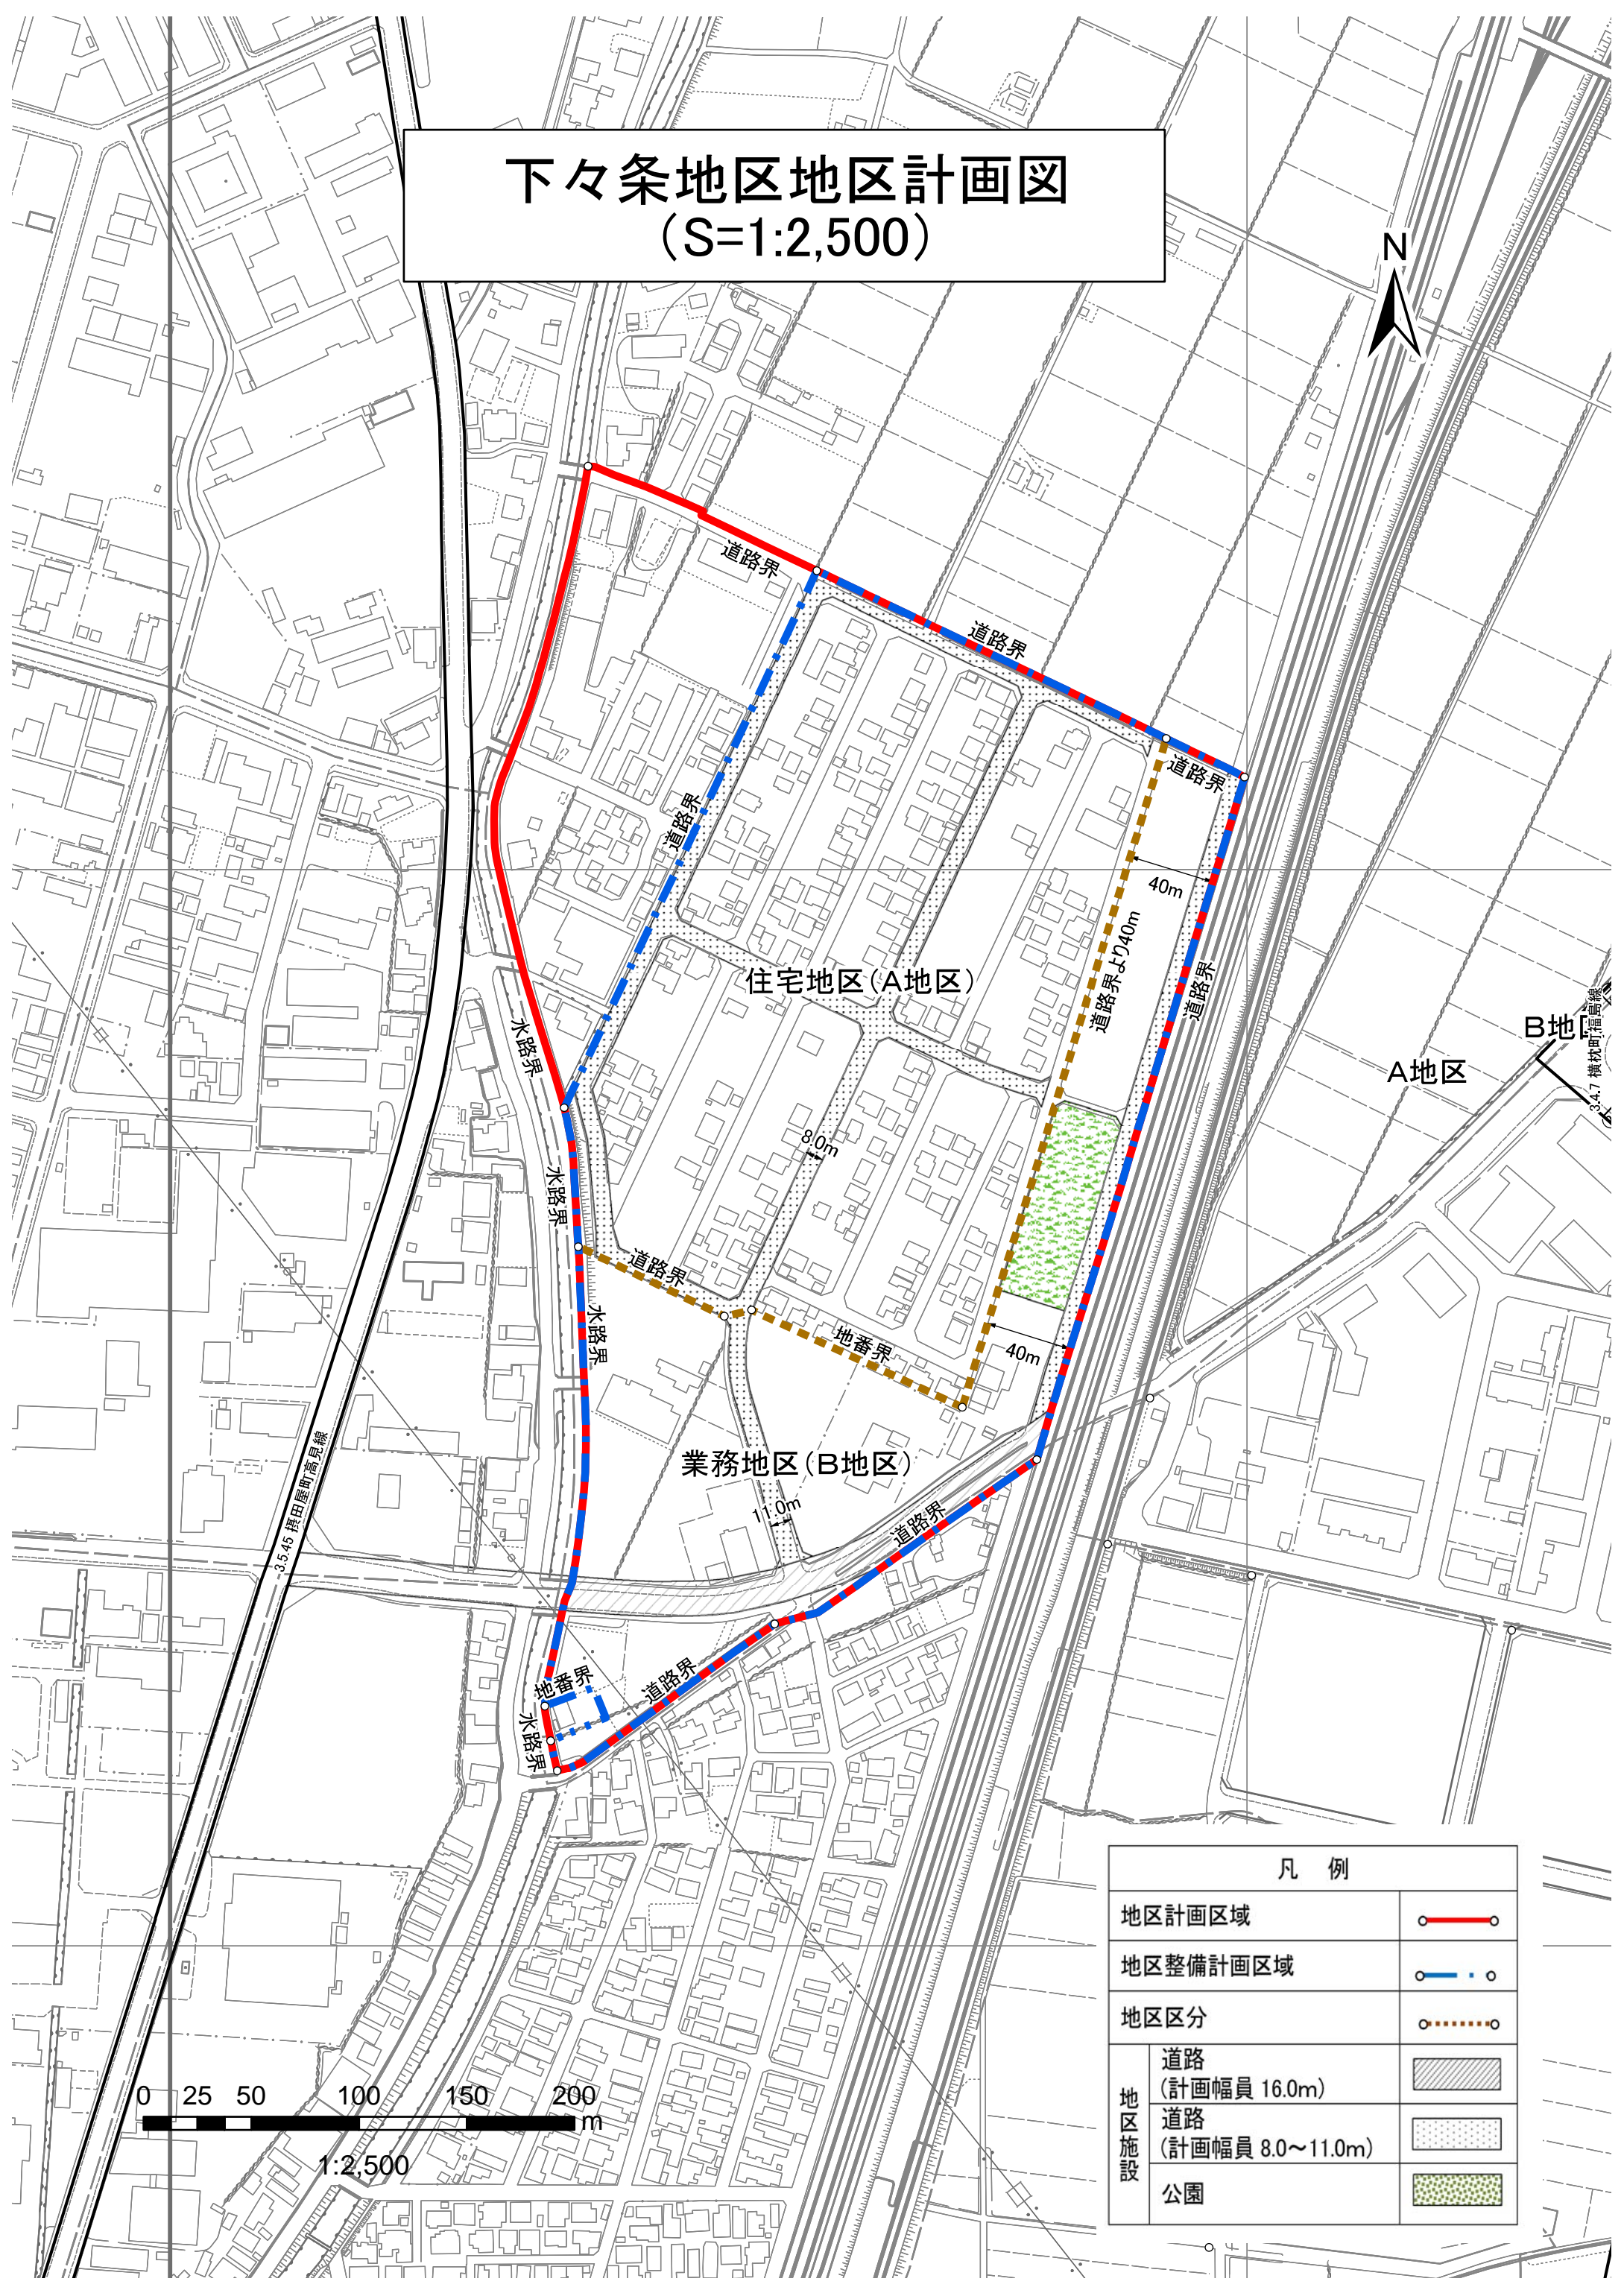 下々条地区地区計画図
（S=1:2,500）
N
道路界
道路界
道路界
道路界
40m
道路界より40m
道路界
住宅地区（A地区）
水路界
B地
A地区
3.4.7 横枕町福島線
8.0m
水路界
道路界
水路界
地番界
40m
業務地区（B地区）
11.0m
道路界
3.5.45 摂田屋町高見線
地番界
道路界
水路界
凡　例
地区計画区域
地区整備計画区域
地区区分
地区施設
道路
（計画幅員 16.0m）
道路
（計画幅員 8.0～11.0m）
公園
0 25 50 100 150 200
m
1:2,500